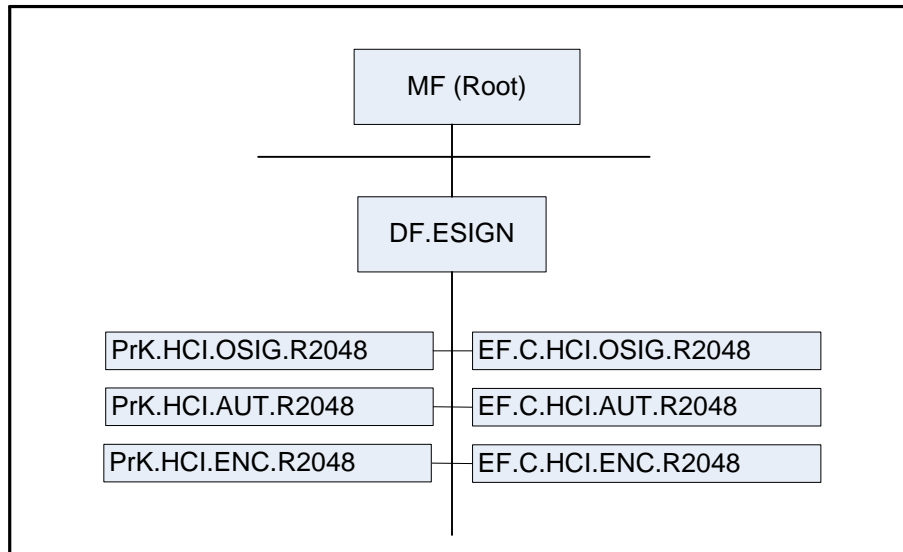 MF (Root)
DF.ESIGN
PrK.HCI.OSIG.R2048
EF.C.HCI.OSIG.R2048
PrK.HCI.AUT.R2048
EF.C.HCI.AUT.R2048
PrK.HCI.ENC.R2048
EF.C.HCI.ENC.R2048